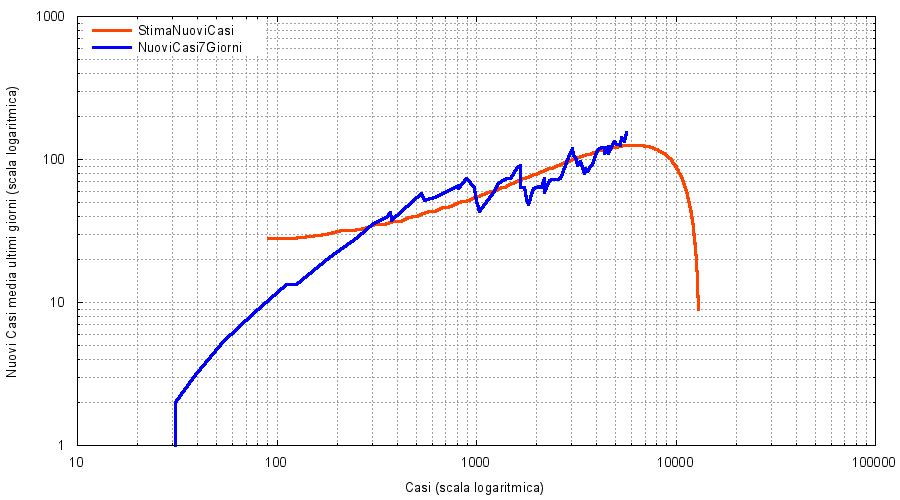 1000
StimaNuoviCasi
NuoviCasi7Giorni
100
10
1
Nuovi Casi media ultimi giorni (scala logaritmica)
10 100 1000 10000 100000
Casi (scala logaritmica)